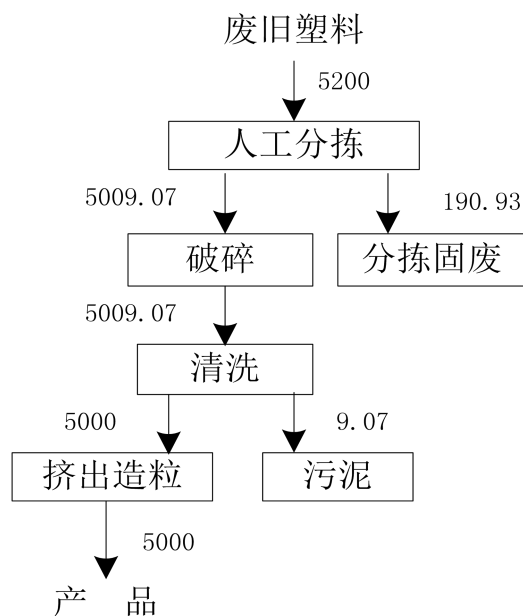 废旧塑料
5200
人工分拣
5009.07
190.93
破碎
分拣固废
5009.07
清洗
5000
9.07
挤出造粒
污泥
5000
产 品